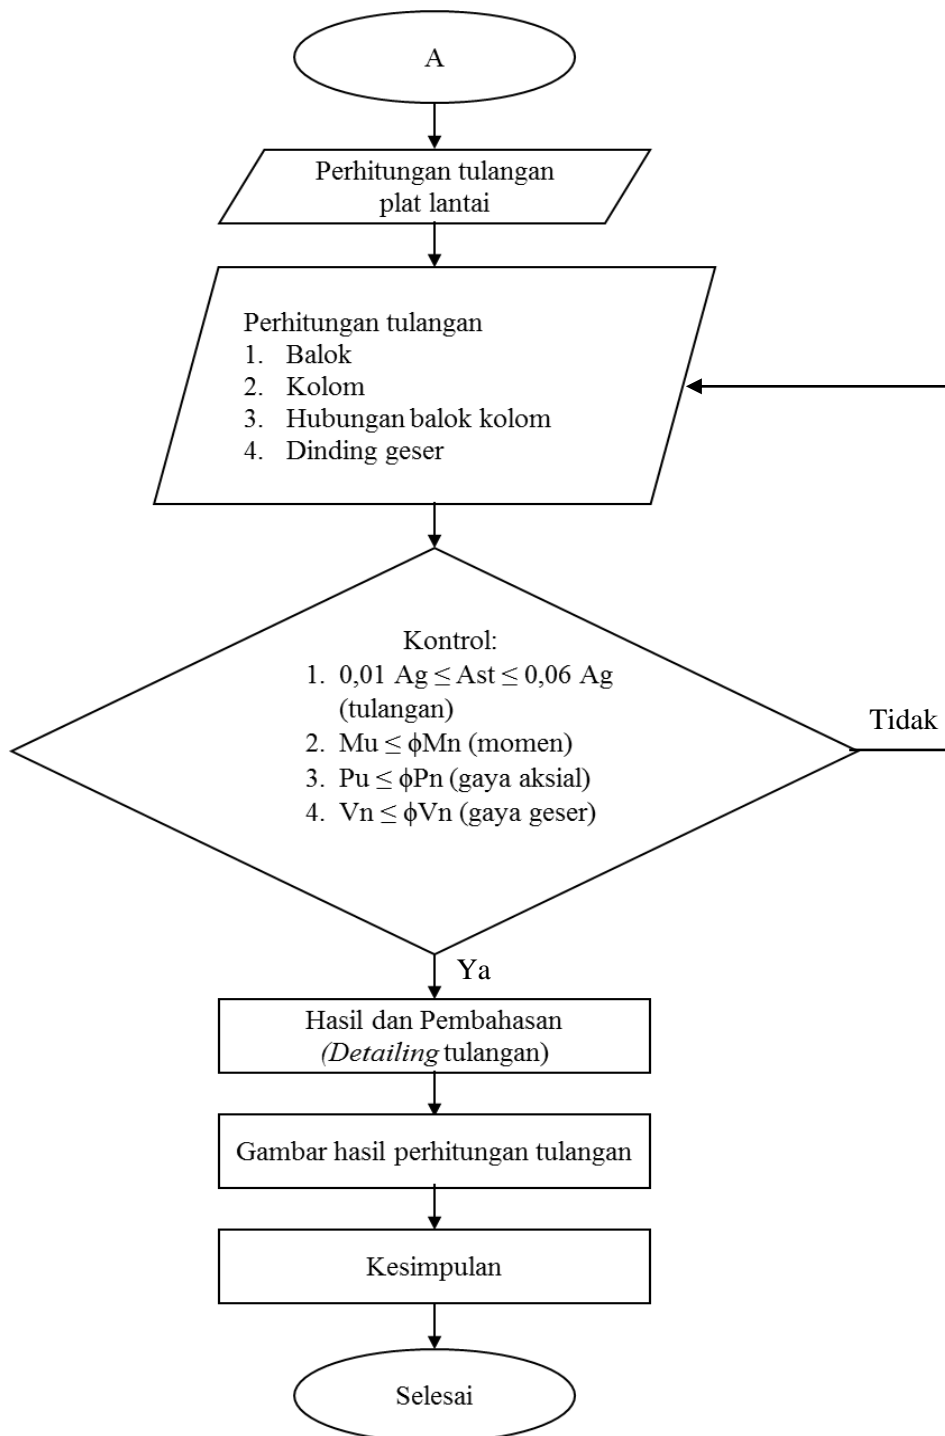 A
Perhitungan tulangan
plat lantai
Perhitungan tulangan
1. Balok
2. Kolom
3. Hubungan balok kolom
4. Dinding geser
Kontrol:
1. 0,01 Ag ≤ Ast ≤ 0,06 Ag
(tulangan)
2. Mu ≤ ϕMn (momen)
3. Pu ≤ ϕPn (gaya aksial)
4. Vn ≤ ϕVn (gaya geser)
Tidak
Ya
Hasil dan Pembahasan
(Detailing tulangan)
Gambar hasil perhitungan tulangan
Kesimpulan
Selesai